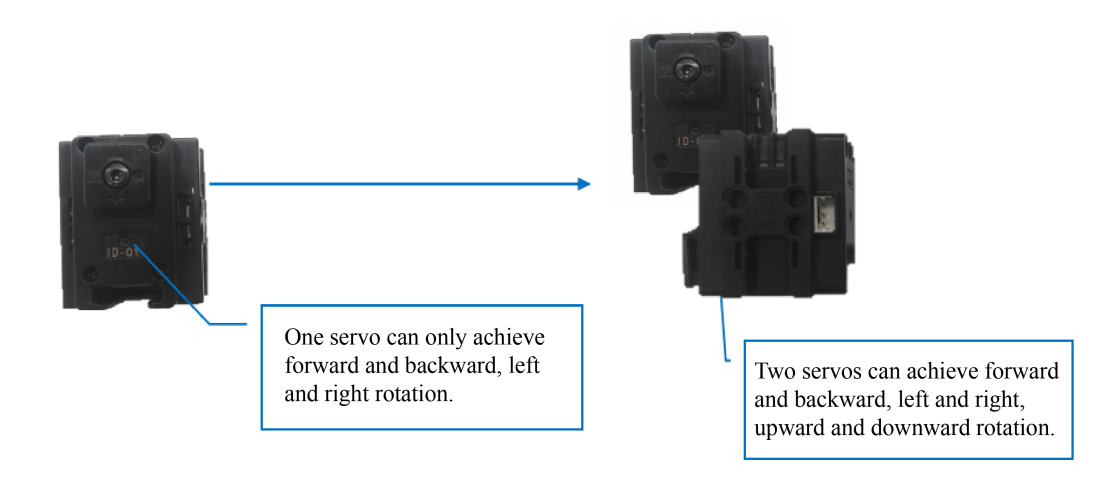 ID-01
One servo can only achieve
forward and backward, left
and right rotation.
ID-
Two servos can achieve forward
and backward, left and right,
upward and downward rotation.